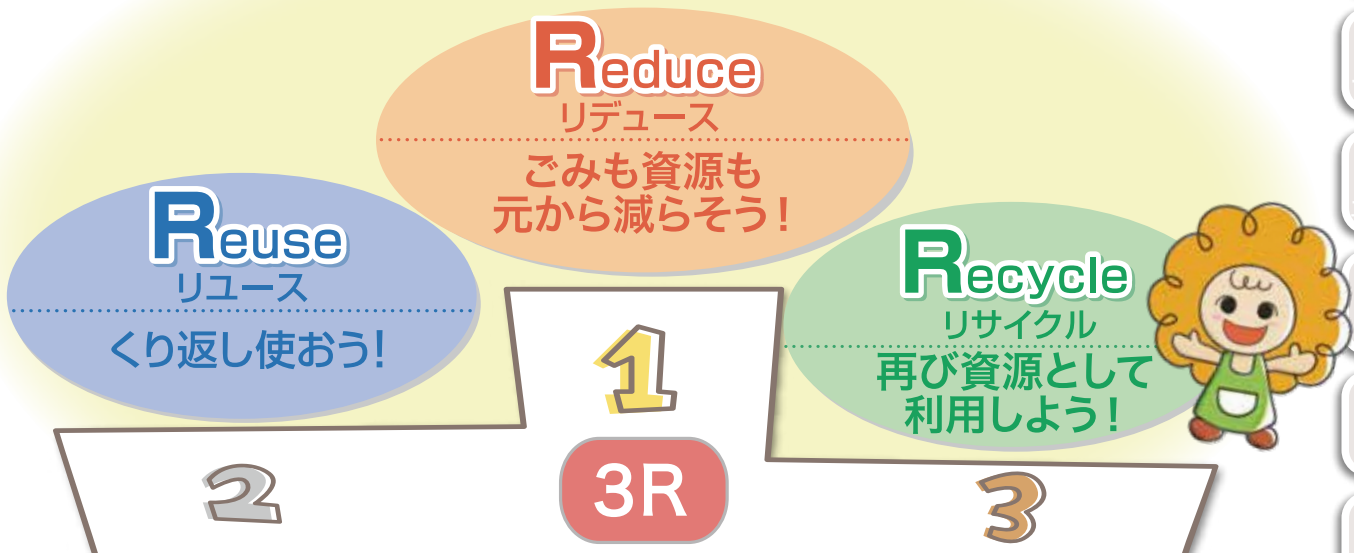 Reduce
リデュース
ごみも資源も
元から減らそう！
Reuse
リユース
くり返し使おう！
Recycle
リサイクル
再び資源として
利用しよう！
1
2
3R
3